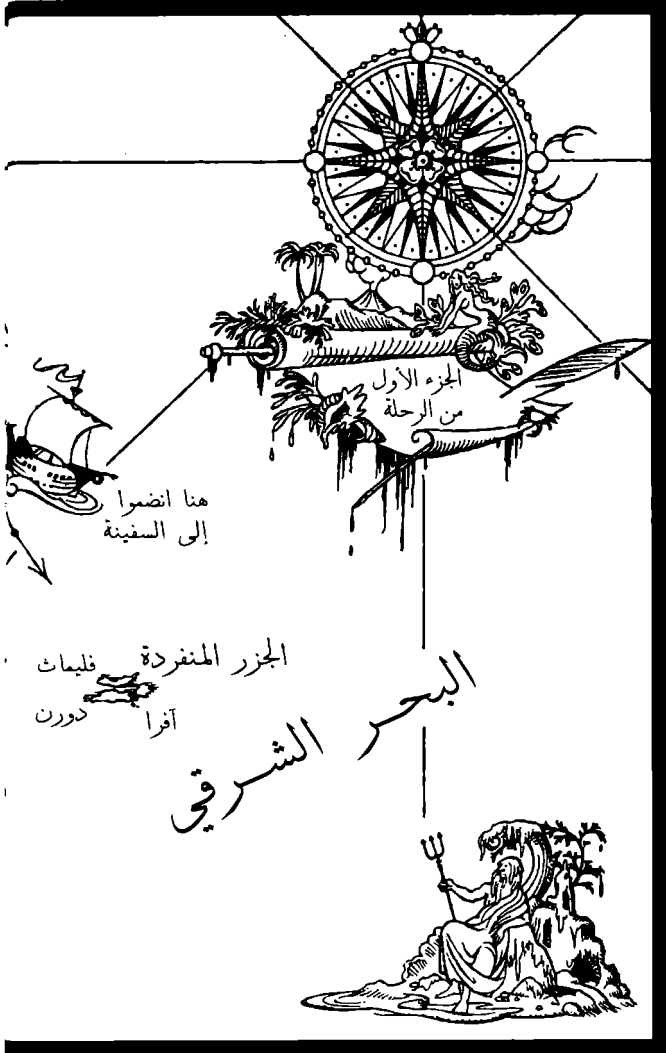 الجزء الأول
من الرحلة
هنا انضموا
إلى السفينة
الجزر المنفردة
فليماث
دورن
آفرا
البحر الشرقي